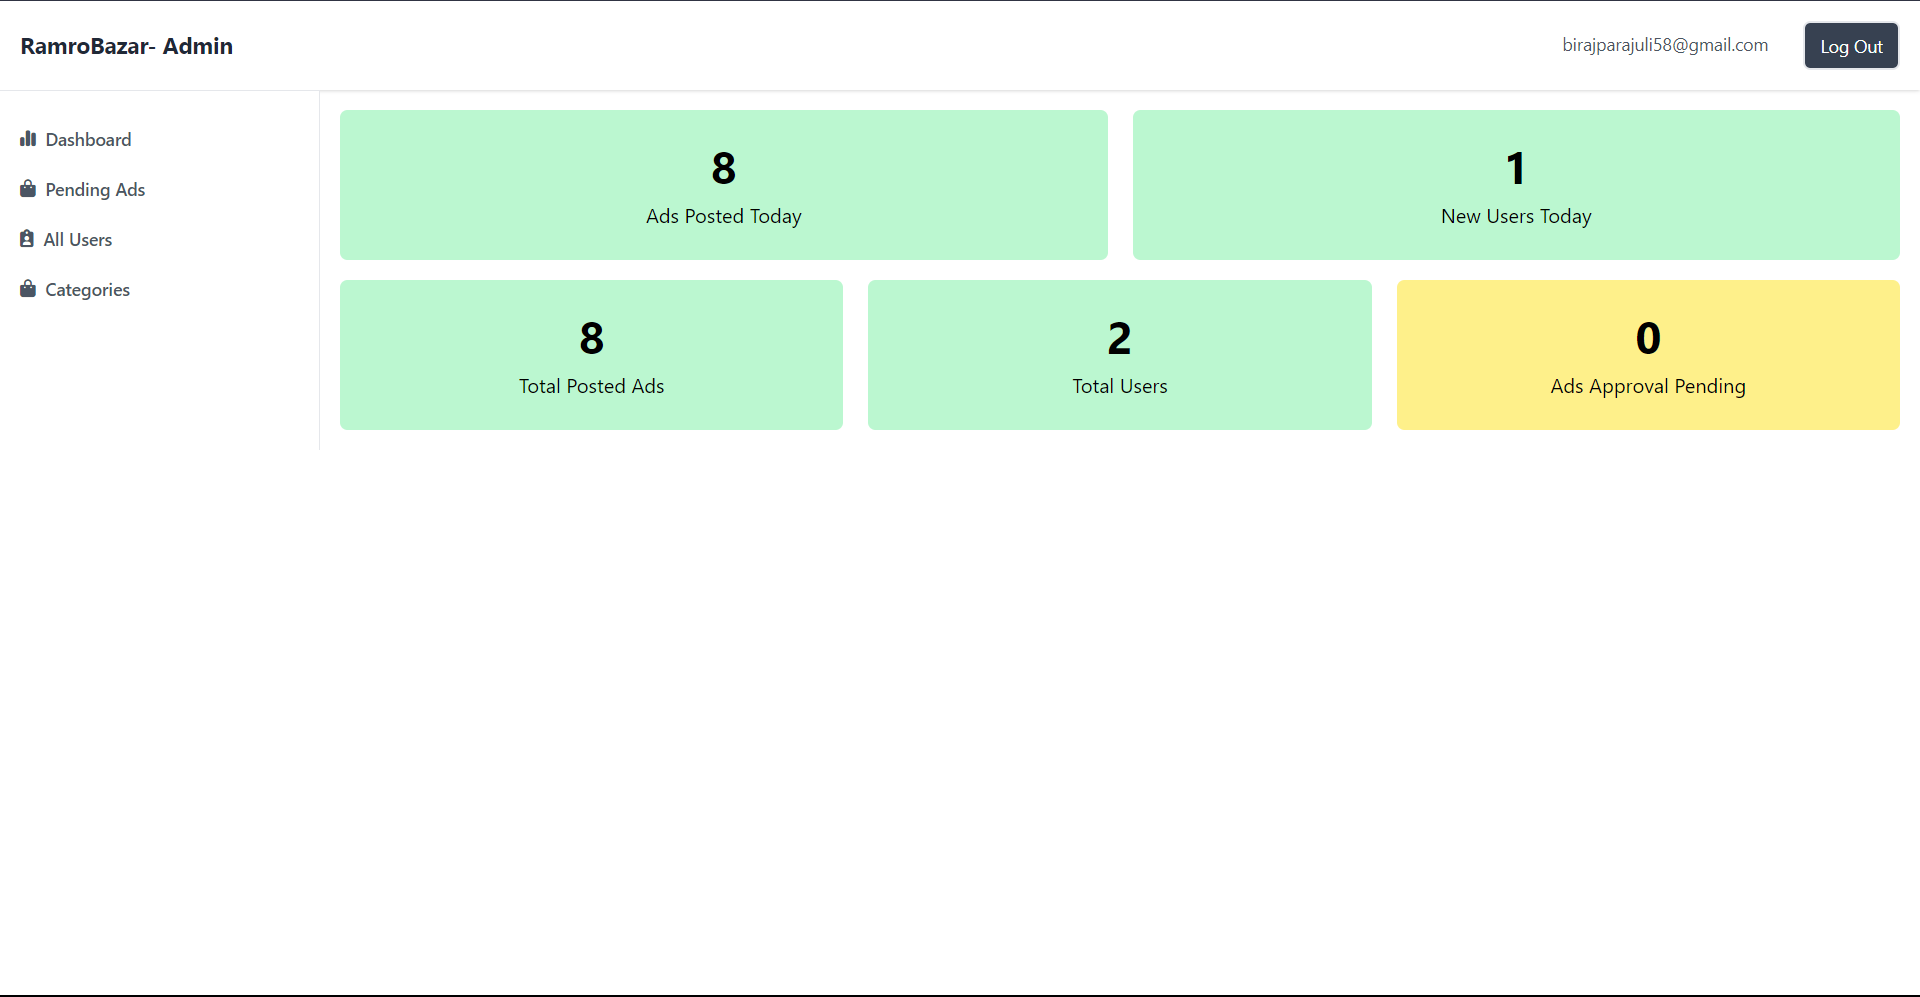 RamroBazar- Admin
birajparajuli58@gmail.com
Log Out
Dashboard
Pending Ads
All Users
Categories
8
Ads Posted Today
1
New Users Today
8
Total Posted Ads
2
Total Users
0
Ads Approval Pending